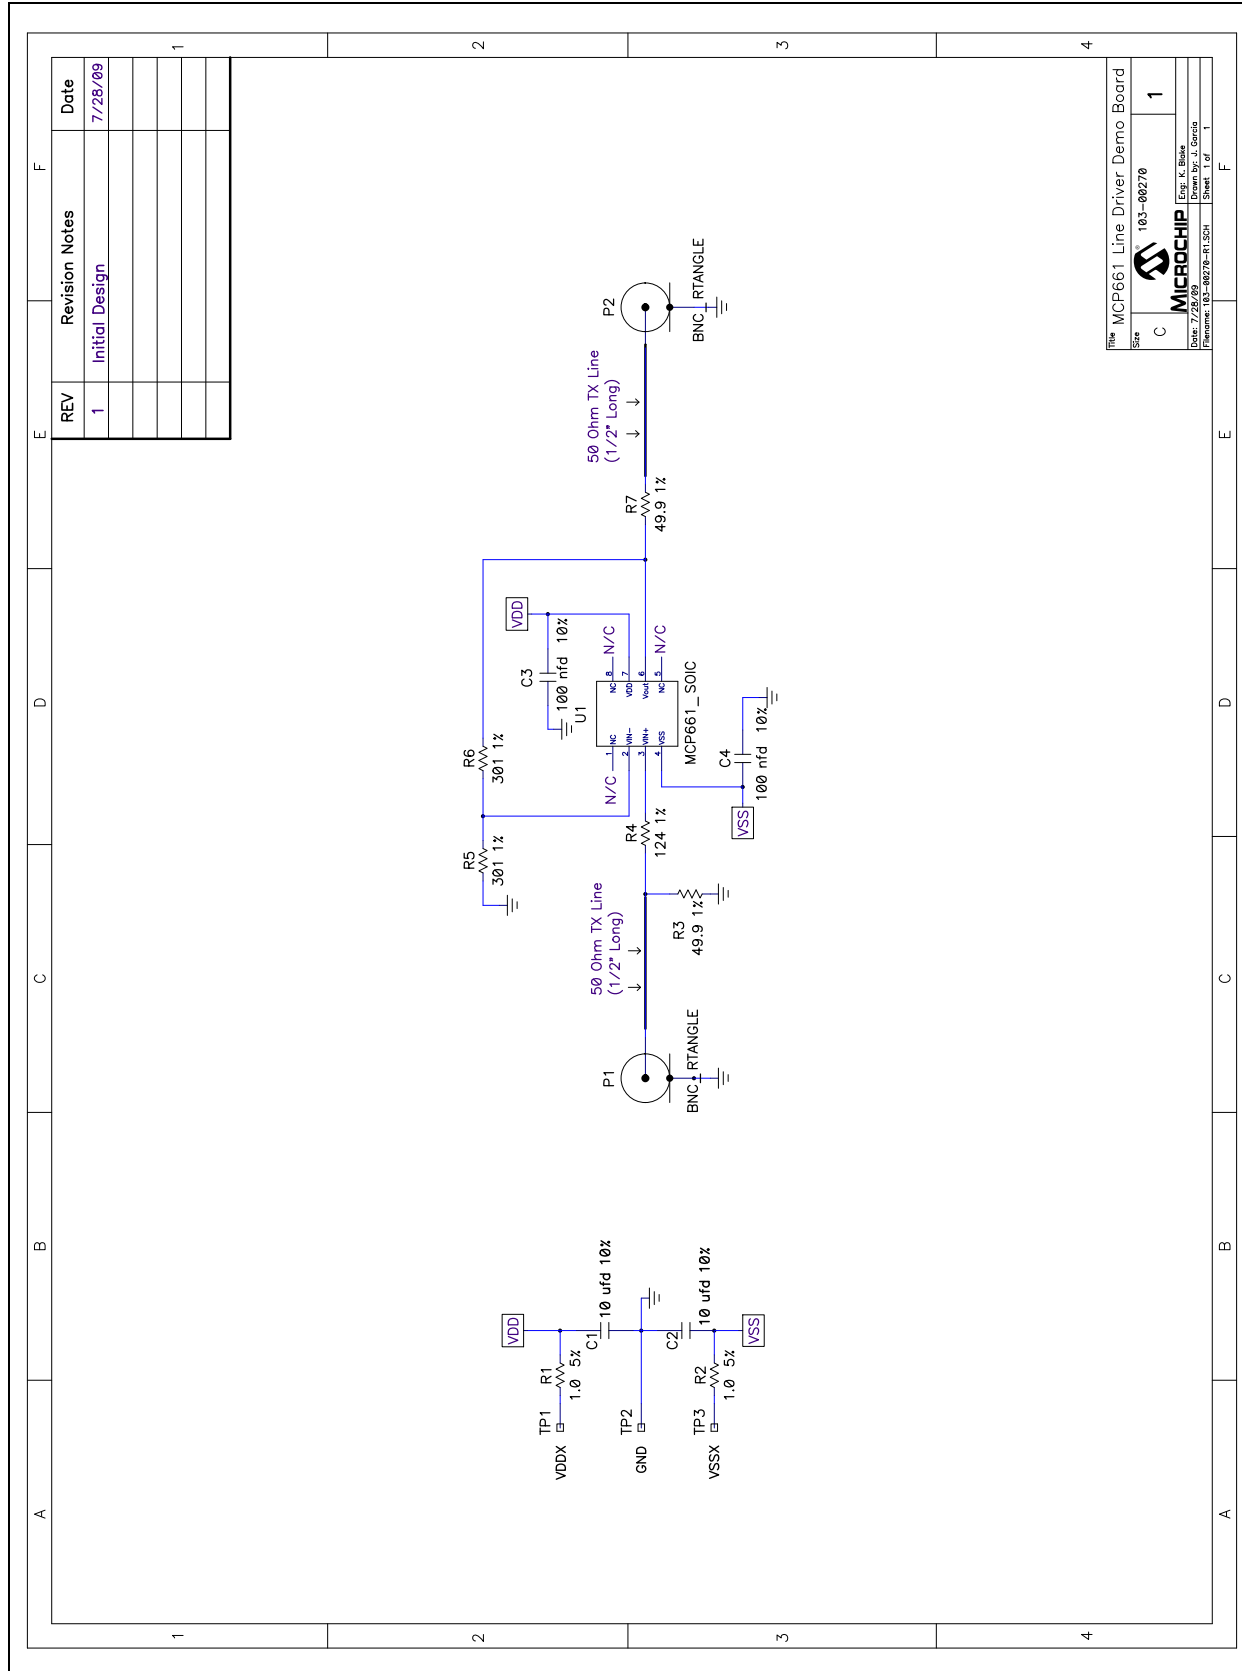 REV Revision Notes Date
1 Initial Design 7/28/09
A B C D E F
1
2
3
4
1
2
3
4
A B C D E F
TP1
VDDX
R1
1.0 5%
VDD
C1
10 ufd 10%
TP2
GND
C2
10 ufd 10%
TP3
VSSX
R2
1.0 5%
VSS
P1
BNC_RTANGLE
50 Ohm TX Line
(1/2" Long)
R3
49.9 1%
R4
124 1%
R5
301 1%
R6
301 1%
VDD
C3
100 nfd 10%
U1
N/C
1 NC
2 VIN-
3 VIN+
4 VSS
NC 8
VDD 7
Vout 6
NC 5
N/C
N/C
MCP661_SOIC
VSS
C4
100 nfd 10%
R7
49.9 1%
50 Ohm TX Line
(1/2" Long)
P2
BNC_RTANGLE
Title
MCP661 Line Driver Demo Board
Size
C
MICROCHIP
103-00270
1
Date: 7/28/09
Eng: K. Blake
Drawn by: J. Garcia
Filename: 103-00270-R1.SCH
Sheet 1 of 1